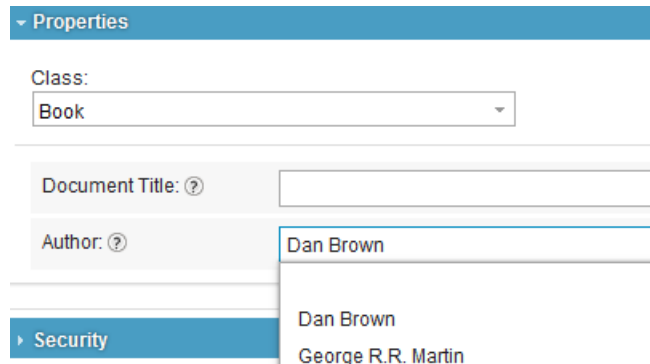 Properties
Class:
Book
Document Title: ?
Author: ?
Dan Brown
Dan Brown
Security
George R.R. Martin